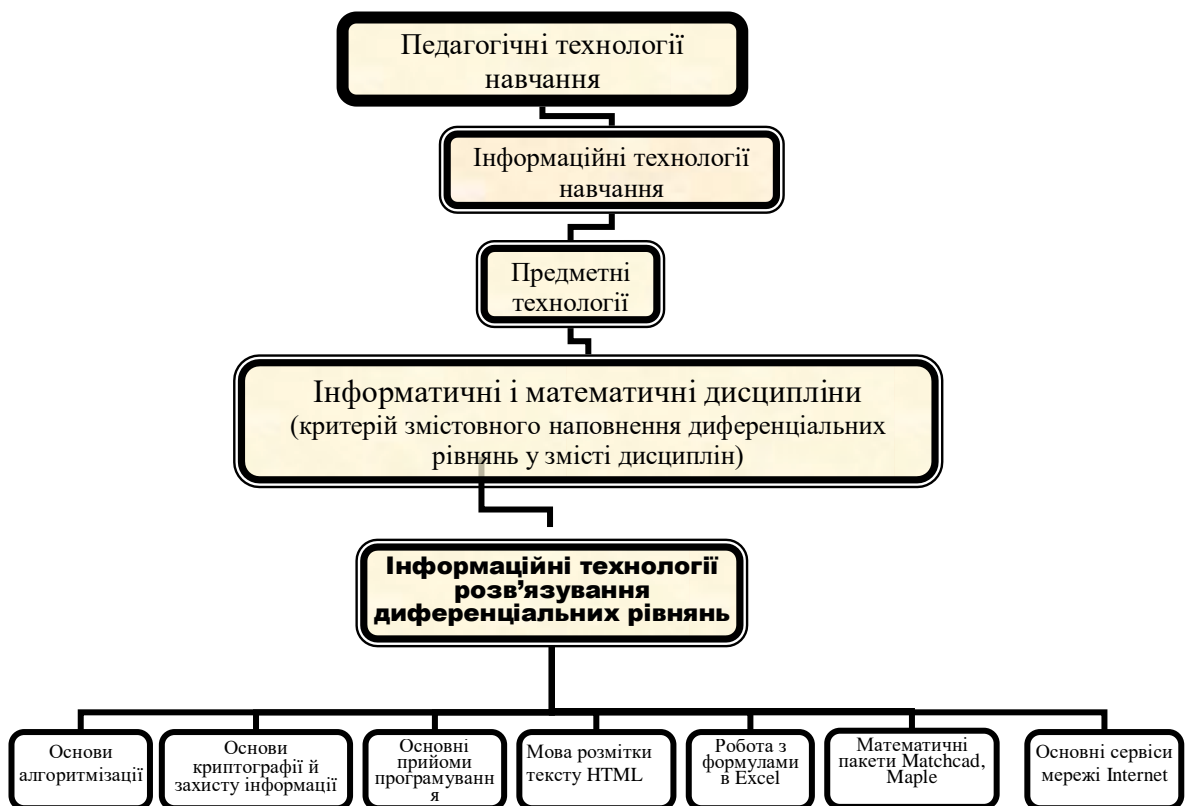 Педагогічні технології
навчання
Інформаційні технології
навчання
Предметні
технології
Інформатичні і математичні дисципліни
(критерій змістовного наповнення диференціальних
рівнянь у змісті дисциплін)
Інформаційні технології
розв’язування
диференціальних рівнянь
Основи
алгоритмізації
Основи
криптографії й
захисту інформації
Основні
прийоми
програмуванн
я
Мова розмітки
тексту HTML
Робота з
формулами
в Excel
Математичні
пакети Matchcad,
Maple
Основні сервіси
мережі Internet